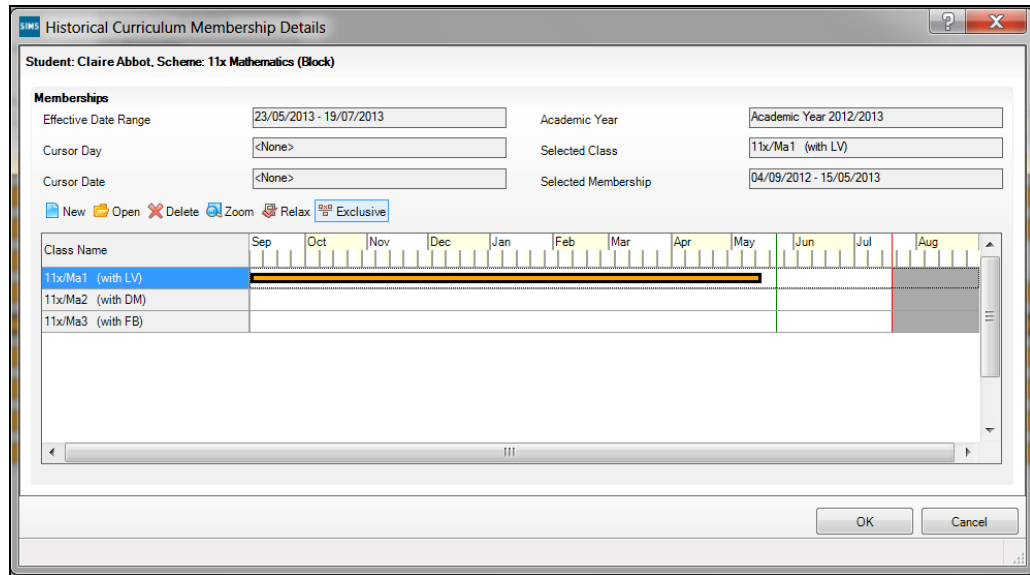 SIMS Historical Curriculum Membership Details
Student: Claire Abbot, Scheme: 11x Mathematics (Block)
Memberships
Effective Date Range 23/05/2013 - 19/07/2013 Academic Year Academic Year 2012/2013
Cursor Day <None> Selected Class 11x/Ma1 (with LV)
Cursor Date <None> Selected Membership 04/09/2012 - 15/05/2013
New Open Delete Zoom Relax Exclusive
Class Name Sep Oct Nov Dec Jan Feb Mar Apr May Jun Jul Aug
11x/Ma1 (with LV)
11x/Ma2 (with DM)
11x/Ma3 (with FB)
OK Cancel